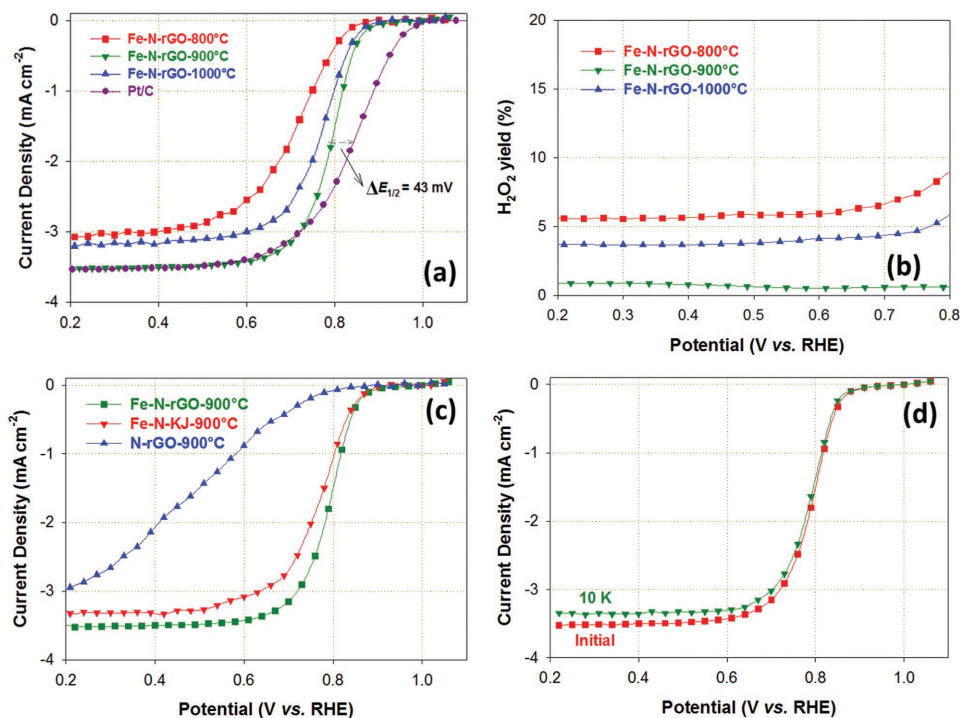 Current Density (mA cm⁻²)
0
-1
-2
-3
-4
Fe-N-rGO-800°C
Fe-N-rGO-900°C
Fe-N-rGO-1000°C
Pt/C
ΔE₁/₂ = 43 mV
(a)
0.2 0.4 0.6 0.8 1.0
Potential (V vs. RHE)
H₂O₂ yield (%)
20
15
10
5
0
Fe-N-rGO-800°C
Fe-N-rGO-900°C
Fe-N-rGO-1000°C
(b)
0.2 0.3 0.4 0.5 0.6 0.7 0.8
Potential (V vs. RHE)
Current Density (mA cm⁻²)
0
-1
-2
-3
-4
(c)
Fe-N-rGO-900°C
Fe-N-KJ-900°C
N-rGO-900°C
0.2 0.4 0.6 0.8 1.0
Potential (V vs. RHE)
Current Density (mA cm⁻²)
0
-1
-2
-3
-4
(d)
10 K
Initial
0.2 0.4 0.6 0.8 1.0
Potential (V vs. RHE)